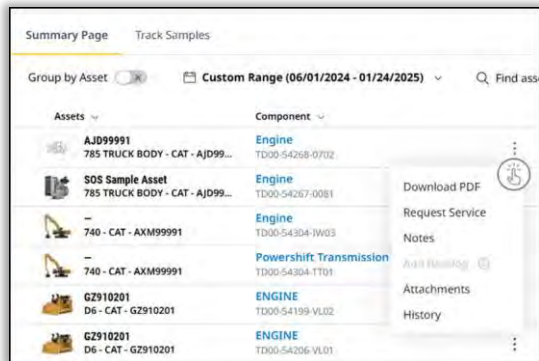 Summary Page Track Samples
Group by Asset Custom Range (06/01/2024 - 01/24/2025) Find asse
Assets Component
AJD99991 Engine
785 TRUCK BODY - CAT - AJD99... TD00-54268-0702
SOS Sample Asset Engine
785 TRUCK BODY - CAT - AJD99... TD00-54267-0081
Download PDF
– Engine
740 - CAT - AXM99991 TD00-54304-IW03
Request Service
Notes
– Powershift Transmission
740 - CAT - AXM99991 TD00-54304-TT01
Add Backlog
GZ910201 ENGINE
D6 - CAT - GZ910201 TD00-54199-VL02
Attachments
History
GZ910201 ENGINE
D6 - CAT - GZ910201 TD00-54206-VL01